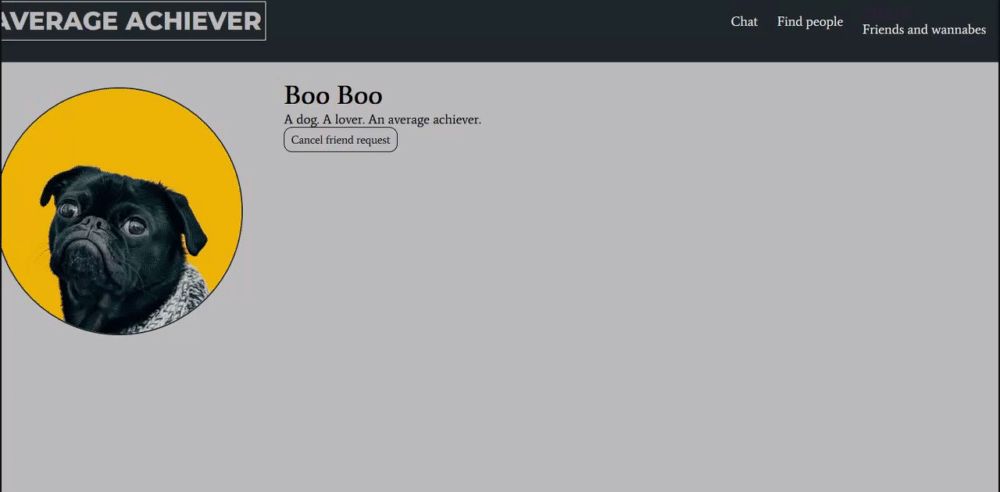 AVERAGE ACHIEVER
Chat
Find people
Friends and wannabes
Boo Boo
A dog. A lover. An average achiever.
Cancel friend request